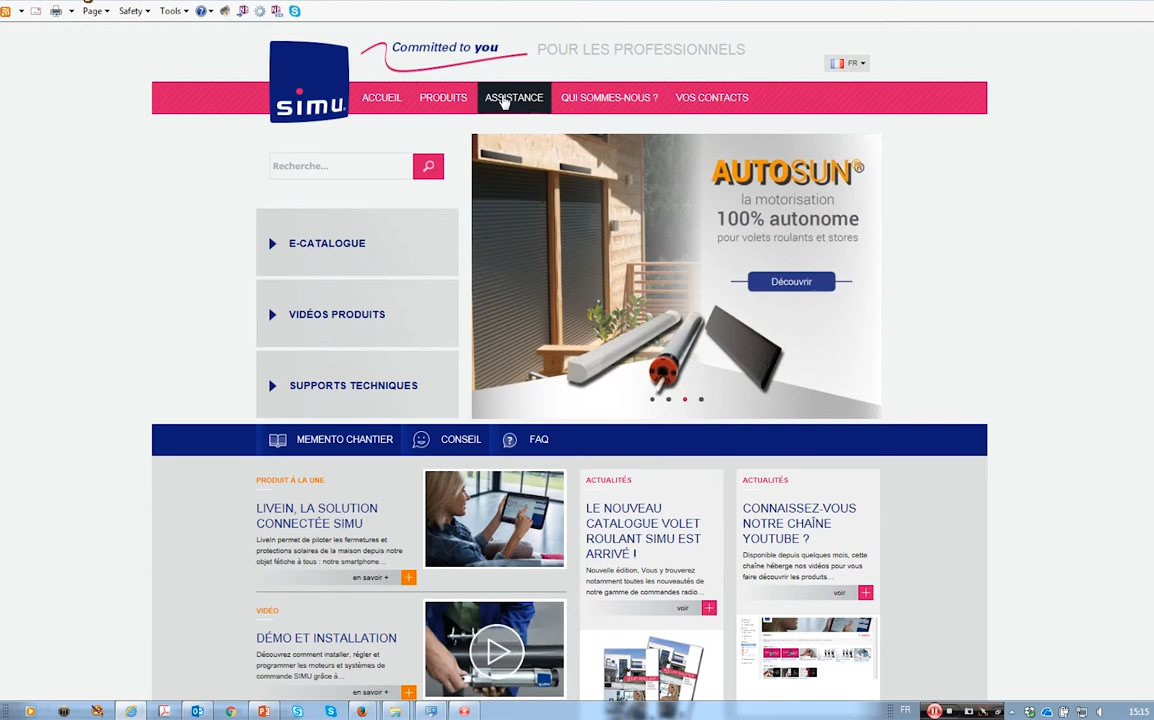 Page
Safety
Tools
Committed to you
POUR LES PROFESSIONNELS
FR
simu
ACCUEIL
PRODUITS
ASSISTANCE
QUI SOMMES-NOUS ?
VOS CONTACTS
Recherche...
E-CATALOGUE
VIDÉOS PRODUITS
SUPPORTS TECHNIQUES
AUTOSUN®
la motorisation
100% autonome
pour volets roulants et stores
Découvrir
MEMENTO CHANTIER
CONSEIL
FAQ
PRODUIT À LA UNE
LIVEIN, LA SOLUTION
CONNECTÉE SIMU
LiveIn permet de piloter les fermetures et
protections solaires de la maison depuis notre
objet fétiche à tous : notre smartphone...
en savoir +
VIDÉO
DÉMO ET INSTALLATION
Découvrez comment installer, régler et
programmer les moteurs et systèmes de
commande SIMU grâce à...
en savoir +
ACTUALITÉS
LE NOUVEAU
CATALOGUE VOLET
ROULANT SIMU EST
ARRIVÉ !
Nouvelle édition, Vous y trouverez
notamment toutes les nouveautés de
notre gamme de commandes radio...
voir
ACTUALITÉS
CONNAISSEZ-VOUS
NOTRE CHAÎNE
YOUTUBE ?
Disponible depuis quelques mois, cette
chaîne héberge nos vidéos pour vous
faire découvrir les produits...
voir
FR
15:15